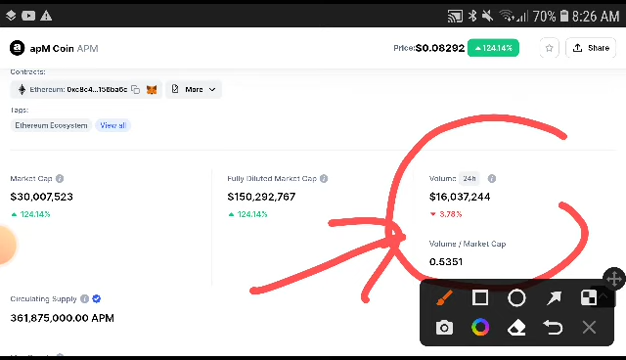 70% 8:26 AM
a apM Coin APM Price:$0.08292 ▲124.14% Share
Contracts:
Ethereum: 0xc8c4...158ba6c More
Tags:
Ethereum Ecosystem View all
Market Cap Fully Diluted Market Cap Volume 24h
$30,007,523 $150,292,767 $16,037,244
▲ 124.14% ▲ 124.14% ▼ 3.78%
Volume / Market Cap
0.5351
Circulating Supply
361,875,000.00 APM